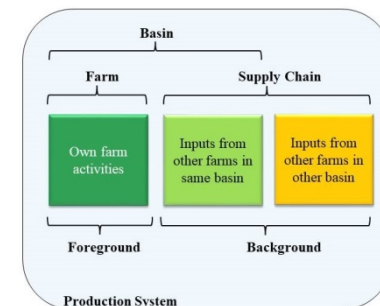 Basin
Farm
Supply Chain
Own farm
activities
Inputs from
other farms in
same basin
Inputs from
other farms in
other basin
Foreground
Background
Production System